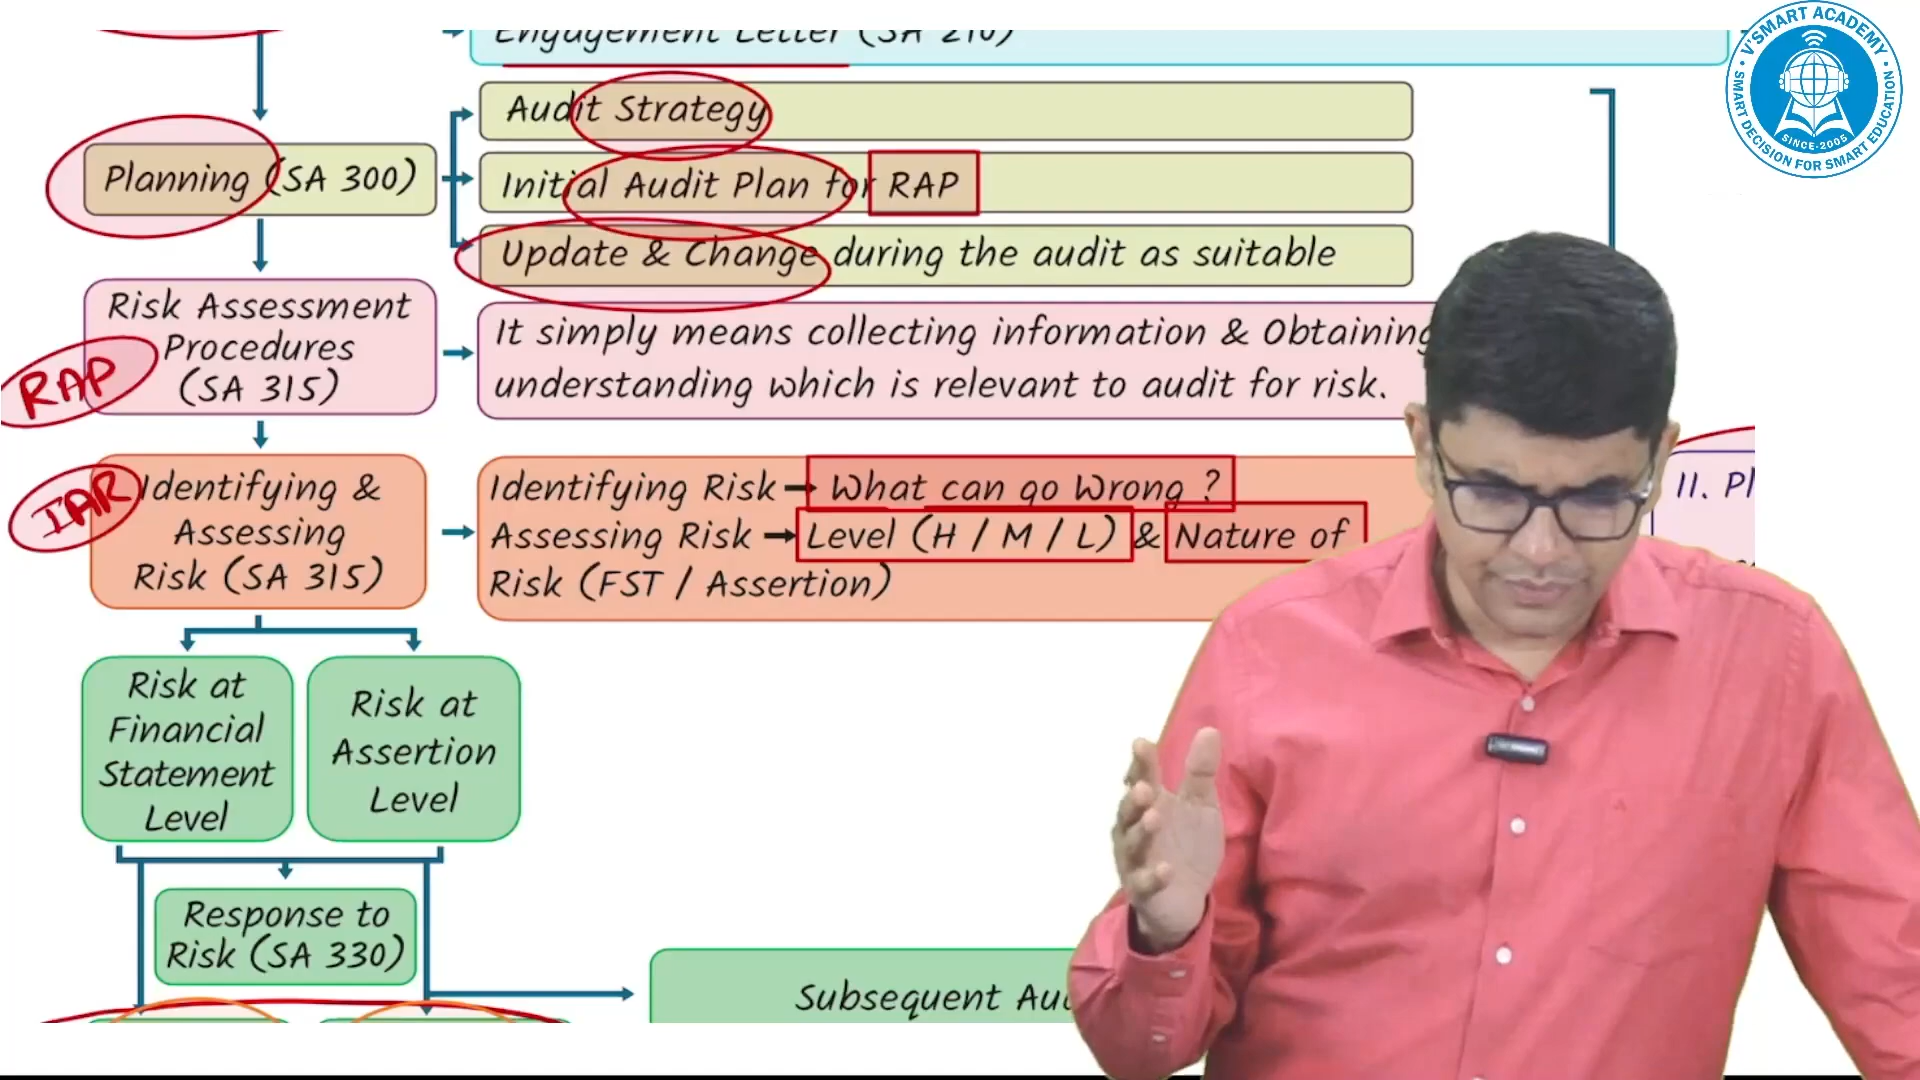 Engagement Letter (SA 210)
Audit Strategy
Planning (SA 300)
Initial Audit Plan for RAP
Update & Change during the audit as suitable
Risk Assessment
Procedures
(SA 315)
RAP
It simply means collecting information & Obtaining
understanding which is relevant to audit for risk.
IAR
Identifying &
Assessing
Risk (SA 315)
Identifying Risk → What can go Wrong ?
Assessing Risk → Level (H / M / L) & Nature of
Risk (FST / Assertion)
II. Pl
Risk at
Financial
Statement
Level
Risk at
Assertion
Level
Response to
Risk (SA 330)
Subsequent Au
V'SMART ACADEMY
SINCE-2005
SMART DECISION FOR SMART EDUCATION